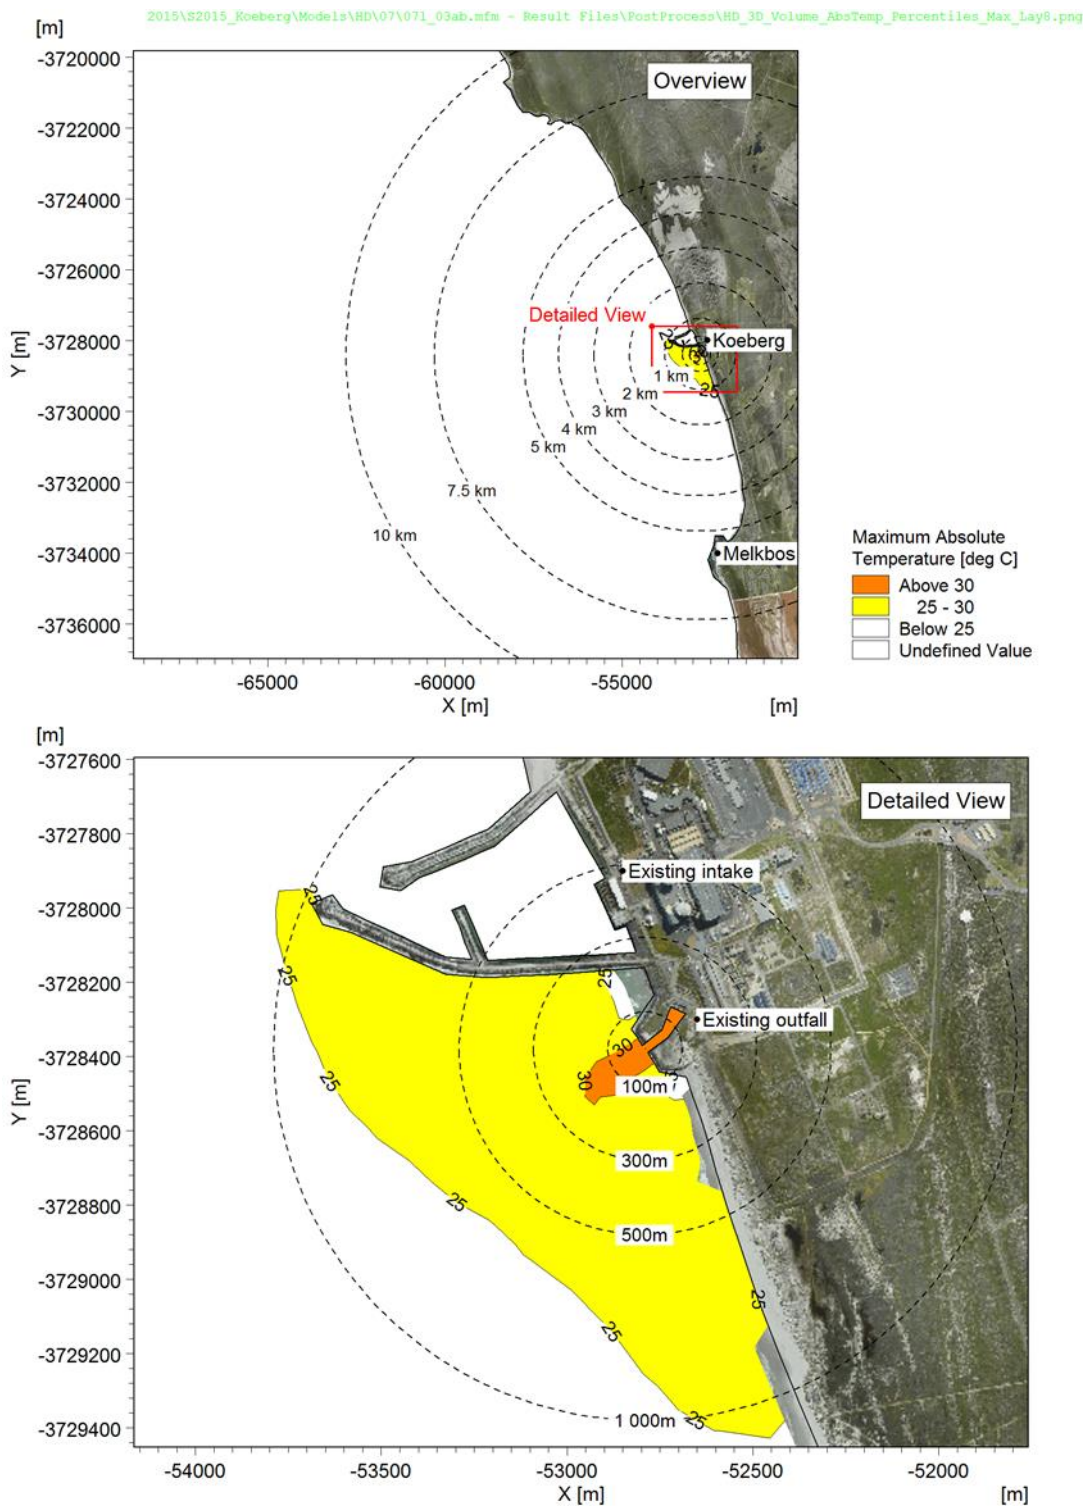 2015\S2015_Koeberg\Models\HD\07\07l_03ab.mfm - Result Files\PostProcess\HD_3D_Volume_AbsTemp_Percentiles_Max_Lay8.png
[m]
-3720000
Overview
-3722000
-3724000
-3726000
Detailed View
-3728000
25
Koeberg
1 km
25
2 km
3 km
-3730000
4 km
5 km
Y [m]
7.5 km
-3732000
10 km
-3734000
Melkbos
-3736000
-65000
-60000
-55000
X [m]
[m]
Maximum Absolute
Temperature [deg C]
Above 30
25 - 30
Below 25
Undefined Value
[m]
-3727600
Detailed View
-3727800
Existing intake
25
-3728000
25
25
-3728200
Existing outfall
30
-3728400
25
30
100m
Y [m]
-3728600
300m
-3728800
25
500m
-3729000
25
25
-3729200
-3729400
1 000m
25
-54000
-53500
-53000
-52500
-52000
X [m]
[m]